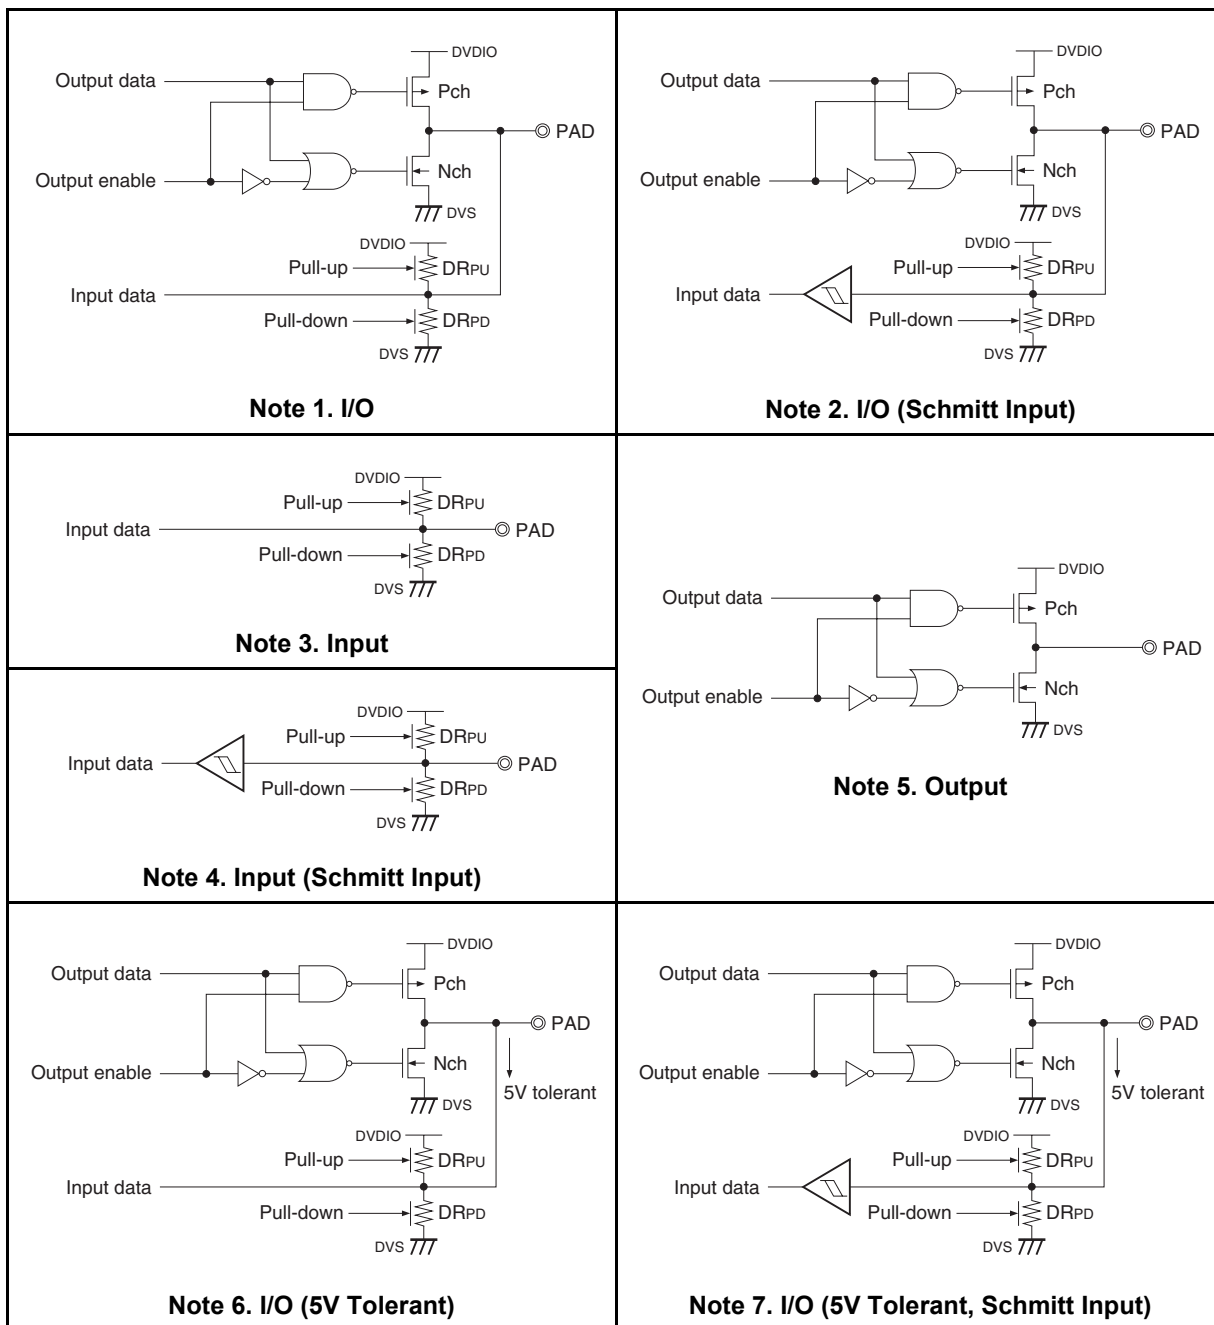 DVDIO
Output data
Pch
PAD
Output enable
Nch
DVS
DVDIO
Pull-up
DRPU
Input data
Pull-down
DRPD
DVS
Note 1. I/O
DVDIO
Output data
Pch
PAD
Output enable
Nch
DVS
DVDIO
Pull-up
DRPU
Input data
Pull-down
DRPD
DVS
Note 2. I/O (Schmitt Input)
DVDIO
Pull-up
DRPU
Input data
PAD
Pull-down
DRPD
DVS
Note 3. Input
DVDIO
Pull-up
DRPU
Input data
PAD
Pull-down
DRPD
DVS
Note 4. Input (Schmitt Input)
DVDIO
Output data
Pch
PAD
Output enable
Nch
DVS
Note 5. Output
DVDIO
Output data
Pch
PAD
Output enable
Nch
5V tolerant
DVS
DVDIO
Pull-up
DRPU
Input data
Pull-down
DRPD
DVS
Note 6. I/O (5V Tolerant)
DVDIO
Output data
Pch
PAD
Output enable
Nch
5V tolerant
DVS
DVDIO
Pull-up
DRPU
Input data
Pull-down
DRPD
DVS
Note 7. I/O (5V Tolerant, Schmitt Input)